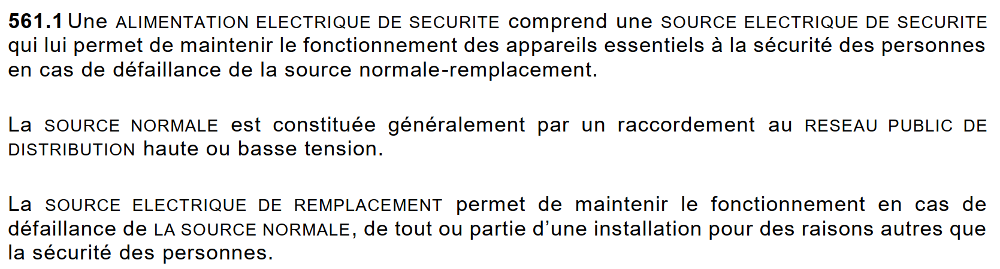 561.1 Une ALIMENTATION ELECTRIQUE DE SECURITE comprend une SOURCE ELECTRIQUE DE SECURITE
qui lui permet de maintenir le fonctionnement des appareils essentiels à la sécurité des personnes
en cas de défaillance de la source normale-remplacement.
La SOURCE NORMALE est constituée généralement par un raccordement au RESEAU PUBLIC DE
DISTRIBUTION haute ou basse tension.
La SOURCE ELECTRIQUE DE REMPLACEMENT permet de maintenir le fonctionnement en cas de
défaillance de LA SOURCE NORMALE, de tout ou partie d’une installation pour des raisons autres que
la sécurité des personnes.